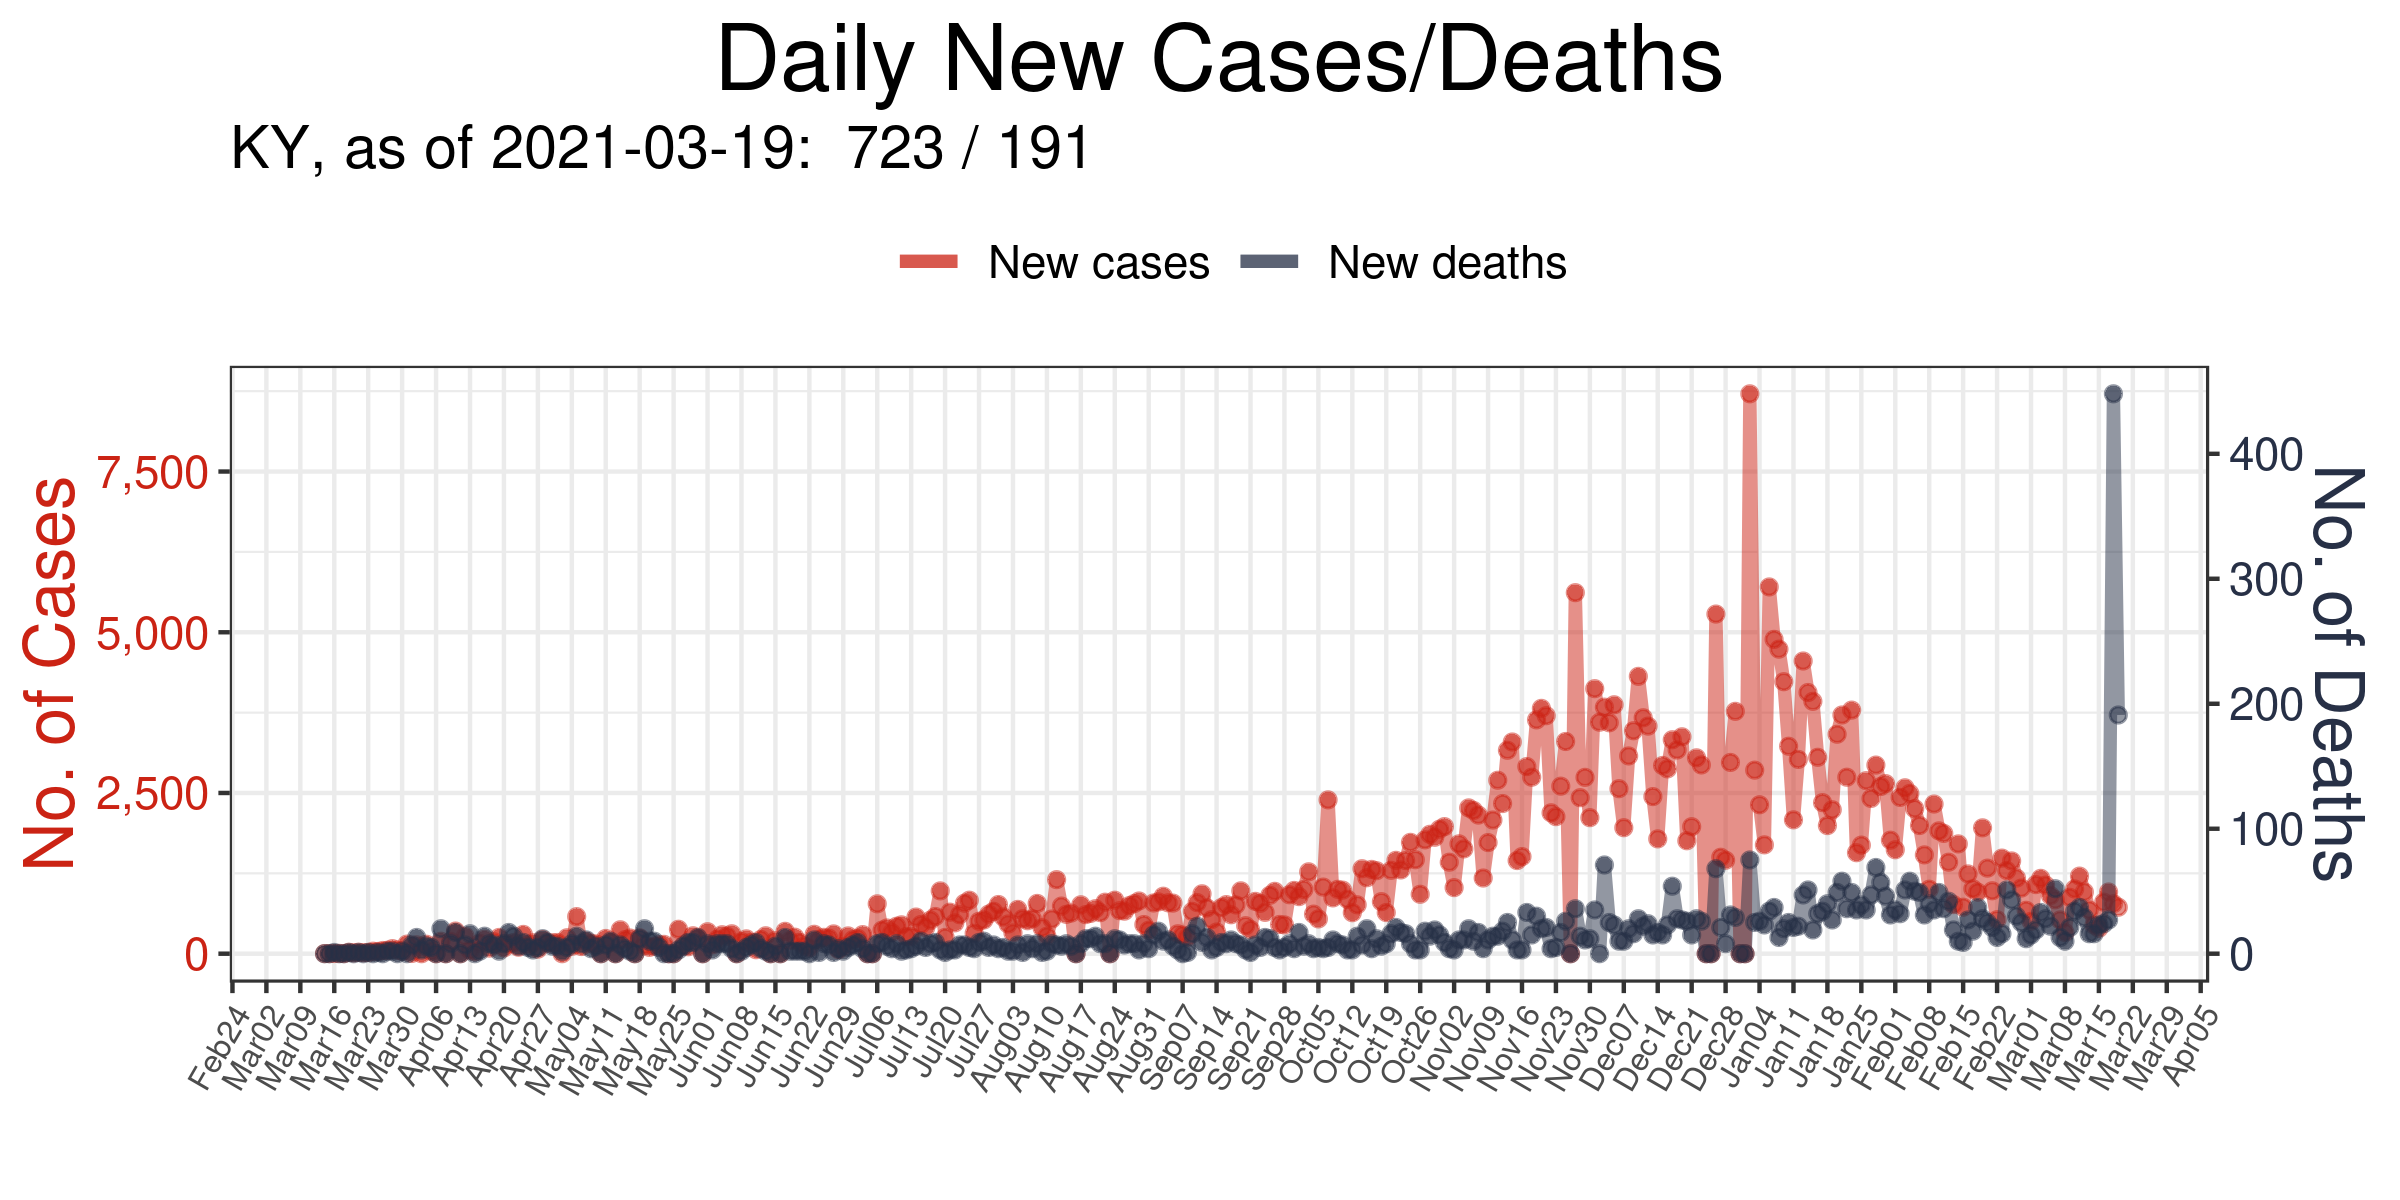 Daily New Cases/Deaths
KY, as of 2021-03-19: 723 / 191
New cases New deaths
No. of Cases
7,500
5,000
2,500
0
400
300
200
100
0
No. of Deaths
Feb24 Mar02 Mar09 Mar16 Mar23 Mar30 Apr06 Apr13 Apr20 Apr27 May04 May11 May18 May25 Jun01 Jun08 Jun15 Jun22 Jun29 Jul06 Jul13 Jul20 Jul27 Aug03 Aug10 Aug17 Aug24 Aug31 Sep07 Sep14 Sep21 Sep28 Oct05 Oct12 Oct19 Oct26 Nov02 Nov09 Nov16 Nov23 Nov30 Dec07 Dec14 Dec21 Dec28 Jan04 Jan11 Jan18 Jan25 Feb01 Feb08 Feb15 Feb22 Mar01 Mar08 Mar15 Mar22 Mar29 Apr05